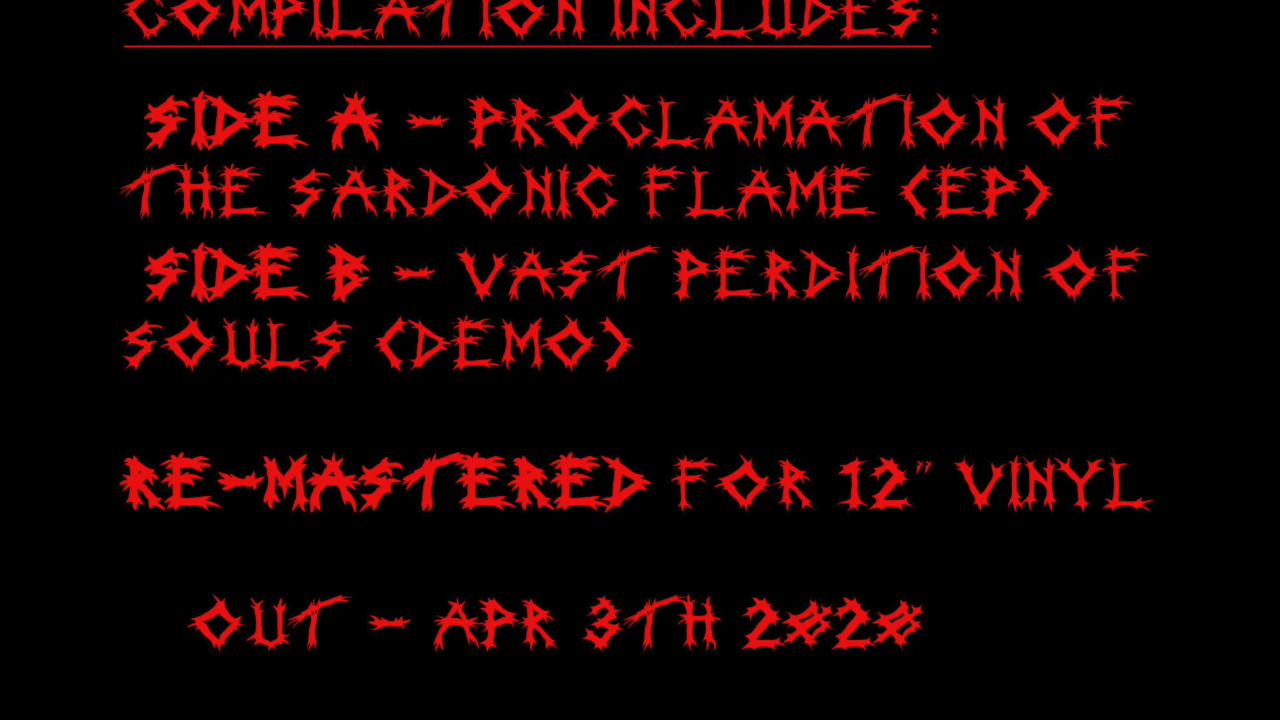 COMPILATION INCLUDES:
SIDE A - PROCLAMATION OF
THE SARDONIC FLAME (EP)
SIDE B - VAST PERDITION OF
SOULS (DEMO)
RE-MASTERED FOR 12" VINYL
OUT - APR 3TH 2020